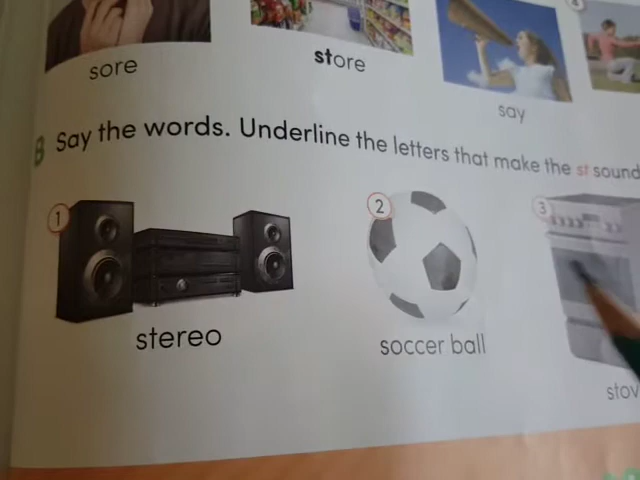 sore
store
say
4
B Say the words. Underline the letters that make the st sound
1
2
3
stereo
soccer ball
stov